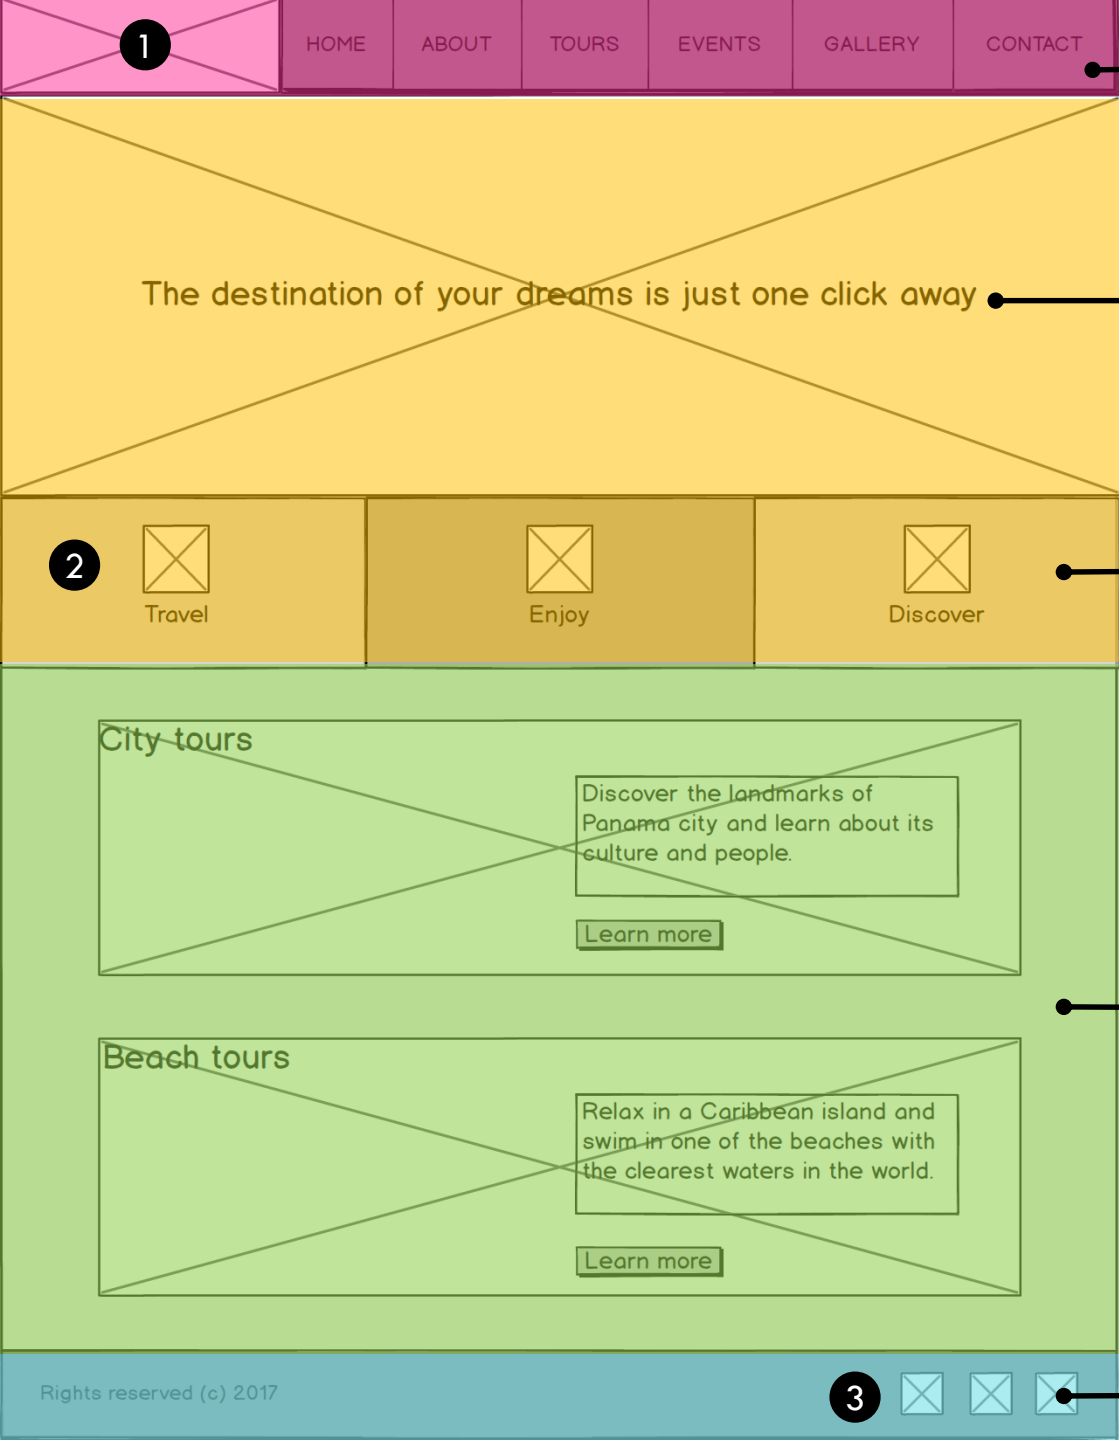 1
HOME ABOUT TOURS EVENTS GALLERY CONTACT
The destination of your dreams is just one click away
2
Travel Enjoy Discover
City tours
Discover the landmarks of
Panama city and learn about its
culture and people.
Learn more
Beach tours
Relax in a Caribbean island and
swim in one of the beaches with
the clearest waters in the world.
Learn more
Rights reserved (c) 2017
3